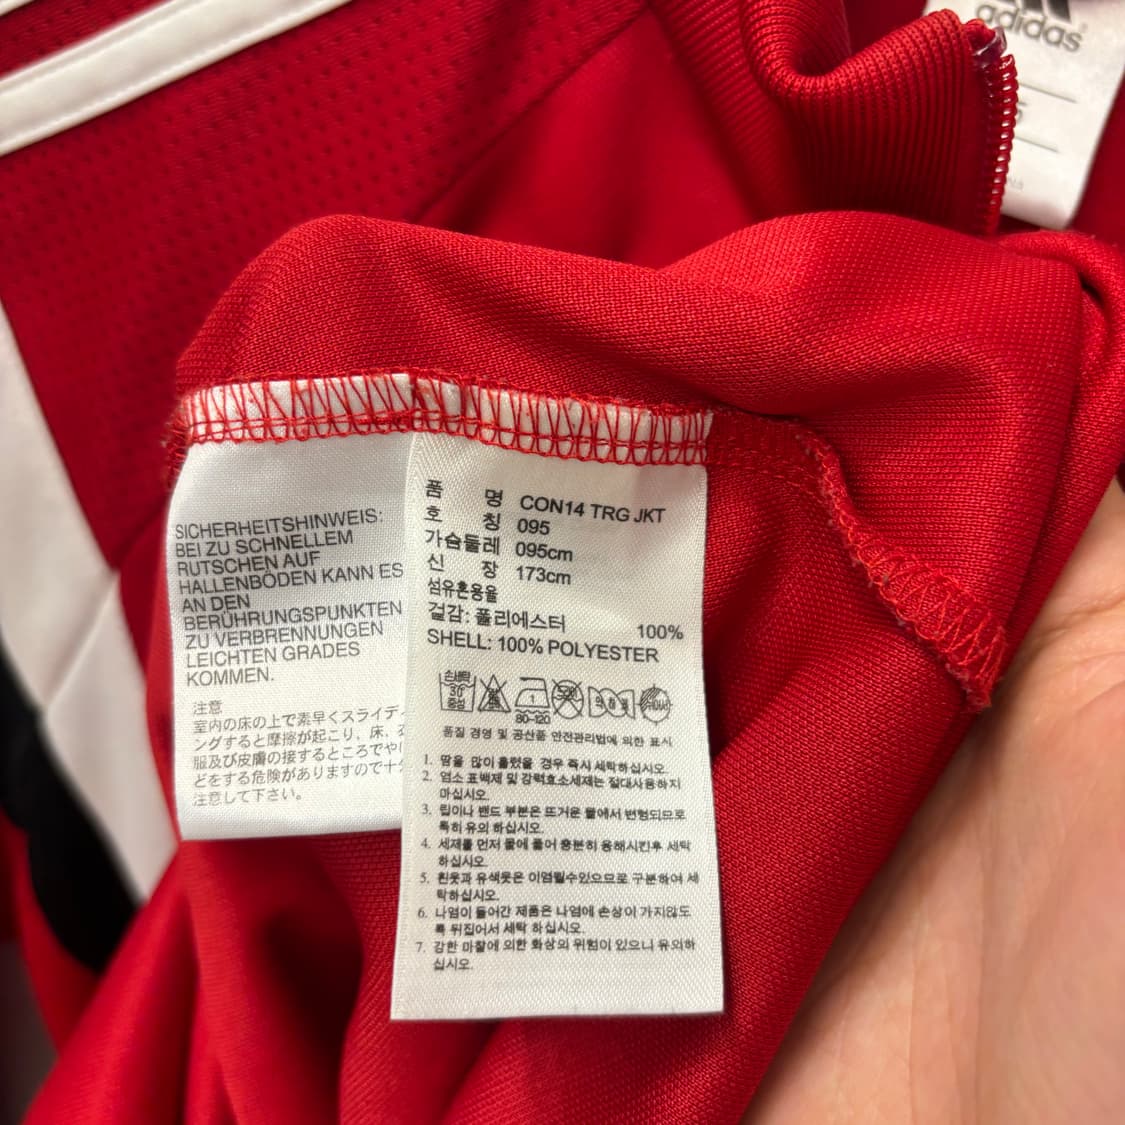 adidas
SICHERHEITSHINWEIS:
BEI ZU SCHNELLEM
RUTSCHEN AUF
HALLENBÖDEN KANN ES
AN DEN
BERÜHRUNGSPUNKTEN
ZU VERBRENNUNGEN
LEICHTEN GRADES
KOMMEN.
注意
室内の床の上で素早くスライデ
ングすると摩擦が起こり、床、
服及び皮膚の接するところでや
どをする危険がありますので十
注意して下さい。
품 명 CON14 TRG JKT
호 칭 095
가슴둘레 095cm
신 장 173cm
섬유혼용율
겉감: 폴리에스터 100%
SHELL: 100% POLYESTER
손세탁
30
중성
1
80-120
품질 경영 및 공산품 안전관리법에 의한 표시
1. 땀을 많이 흘렸을 경우 즉시 세탁하십시오.
2. 염소 표백제 및 강력효소세제는 절대사용하지
마십시오.
3. 립이나 밴드 부분은 뜨거운 물에서 변형되므로
특히 유의 하십시오.
4. 세제를 먼저 물에 풀어 충분히 용해시킨후 세탁
하십시오.
5. 흰옷과 유색옷은 이염될수있으므로 구분하여 세
탁하십시오.
6. 나염이 들어간 제품은 나염에 손상이 가지않도
록 뒤집어서 세탁 하십시오.
7. 강한 마찰에 의한 화상의 위험이 있으니 유의하
십시오.